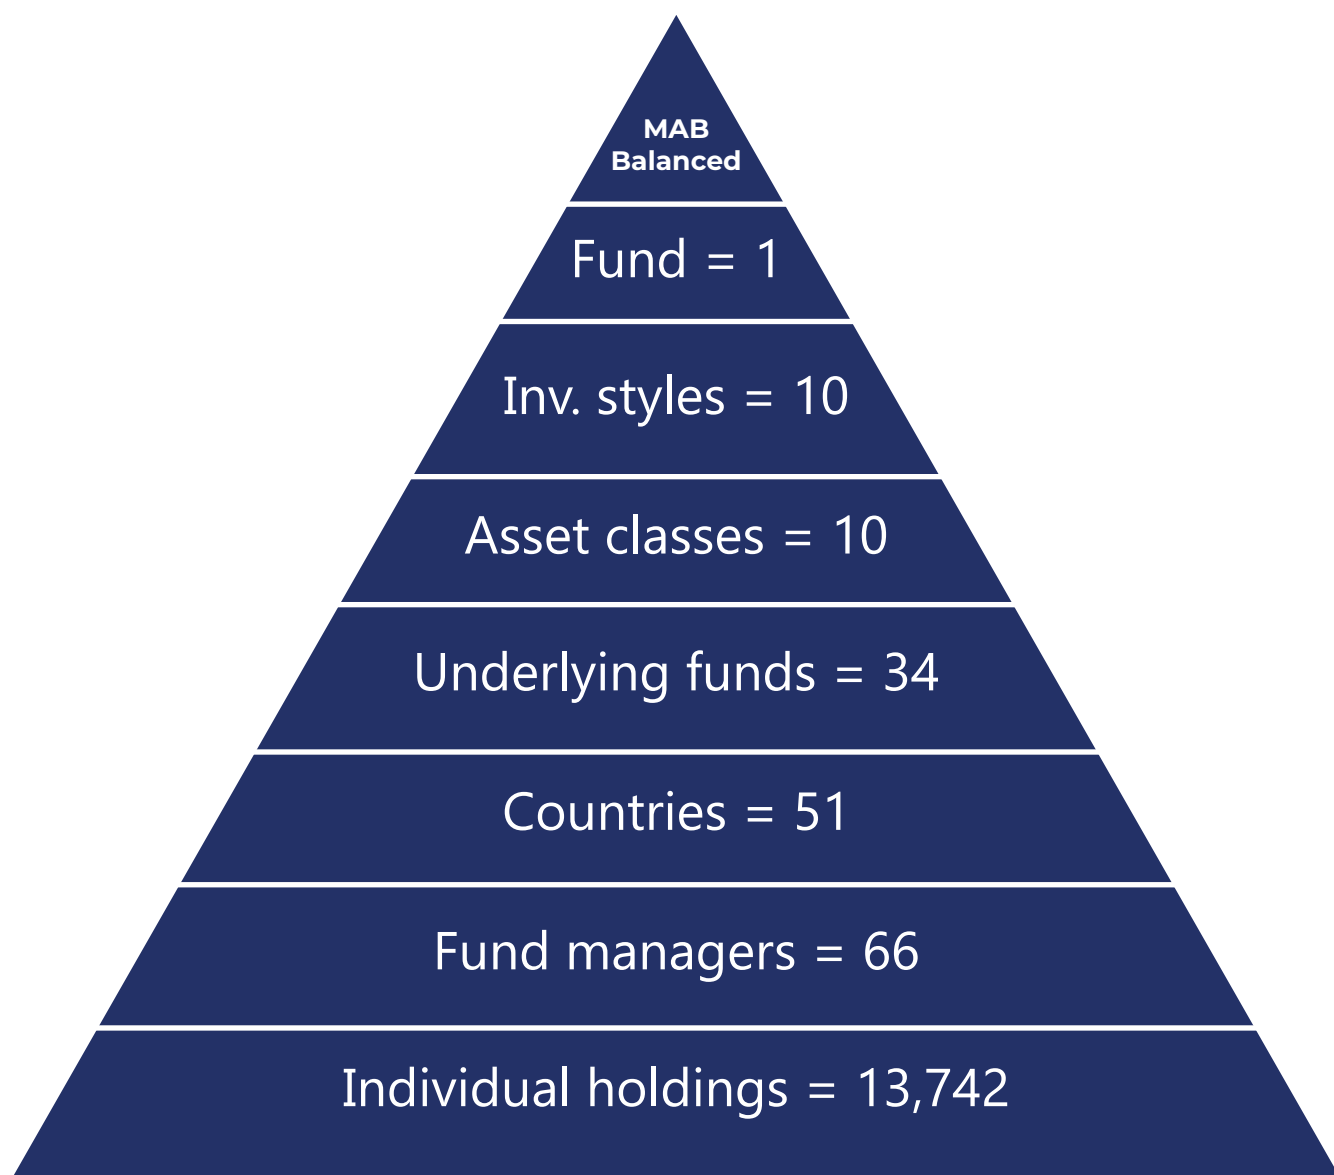 MAB
Balanced
Fund = 1
Inv. styles = 10
Asset classes = 10
Underlying funds = 34
Countries = 51
Fund managers = 66
Individual holdings = 13,742